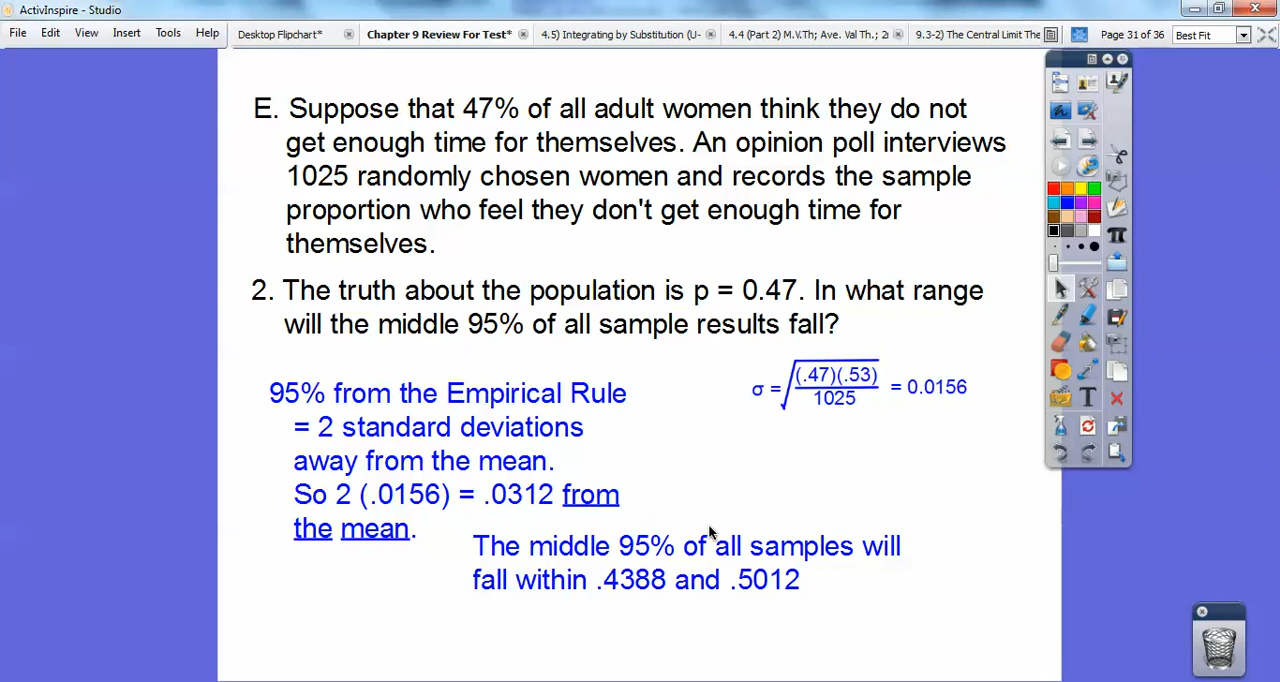 ActivInspire - Studio
File Edit View Insert Tools Help
Desktop Flipchart* Chapter 9 Review For Test* 4.5) Integrating by Substitution (U- 4.4 (Part 2) M.V.Th; Ave. Val Th.; 2 9.3-2) The Central Limit The Page 31 of 36 Best Fit
E. Suppose that 47% of all adult women think they do not
get enough time for themselves. An opinion poll interviews
1025 randomly chosen women and records the sample
proportion who feel they don't get enough time for
themselves.
2. The truth about the population is p = 0.47. In what range
will the middle 95% of all sample results fall?
σ = √(.47)(.53)
1025
= 0.0156
95% from the Empirical Rule
= 2 standard deviations
away from the mean.
So 2 (.0156) = .0312 from
the mean.
The middle 95% of all samples will
fall within .4388 and .5012